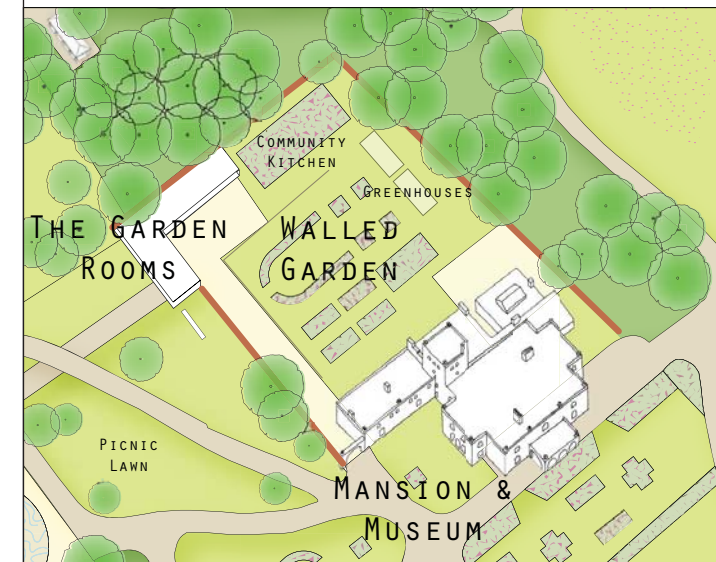 Community
Kitchen
Greenhouses
The Garden
Rooms
Walled
Garden
Picnic
Lawn
Mansion &
Museum